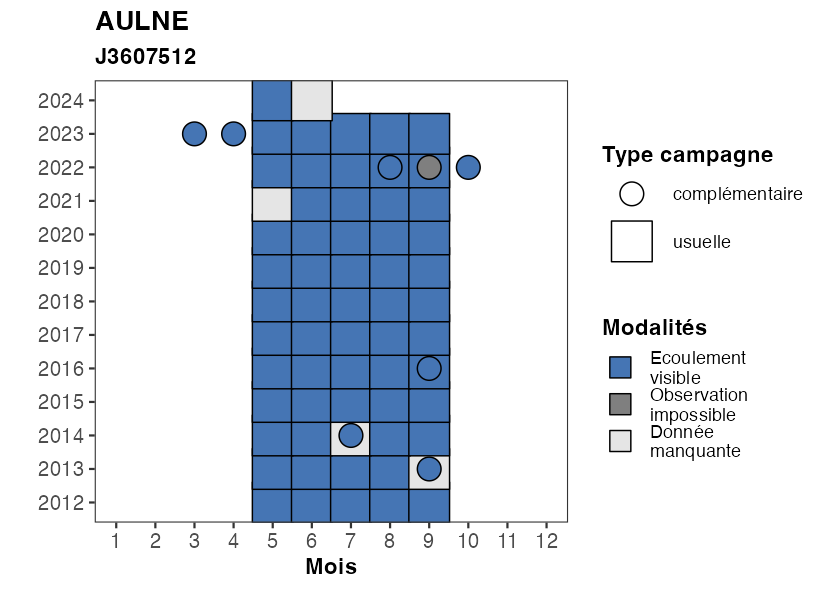 AULNE
J3607512
2024
2023
2022
2021
2020
2019
2018
2017
2016
2015
2014
2013
2012
1 2 3 4 5 6 7 8 9 10 11 12
Mois
Type campagne
complémentaire
usuelle
Modalités
Ecoulement
visible
Observation
impossible
Donnée
manquante